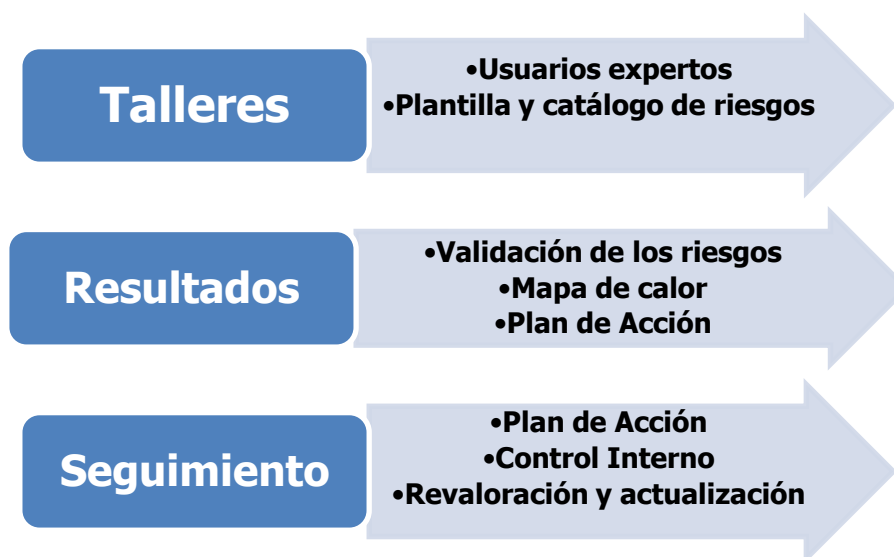 Talleres
•Usuarios expertos
•Plantilla y catálogo de riesgos
Resultados
•Validación de los riesgos
•Mapa de calor
•Plan de Acción
Seguimiento
•Plan de Acción
•Control Interno
•Revaloración y actualización